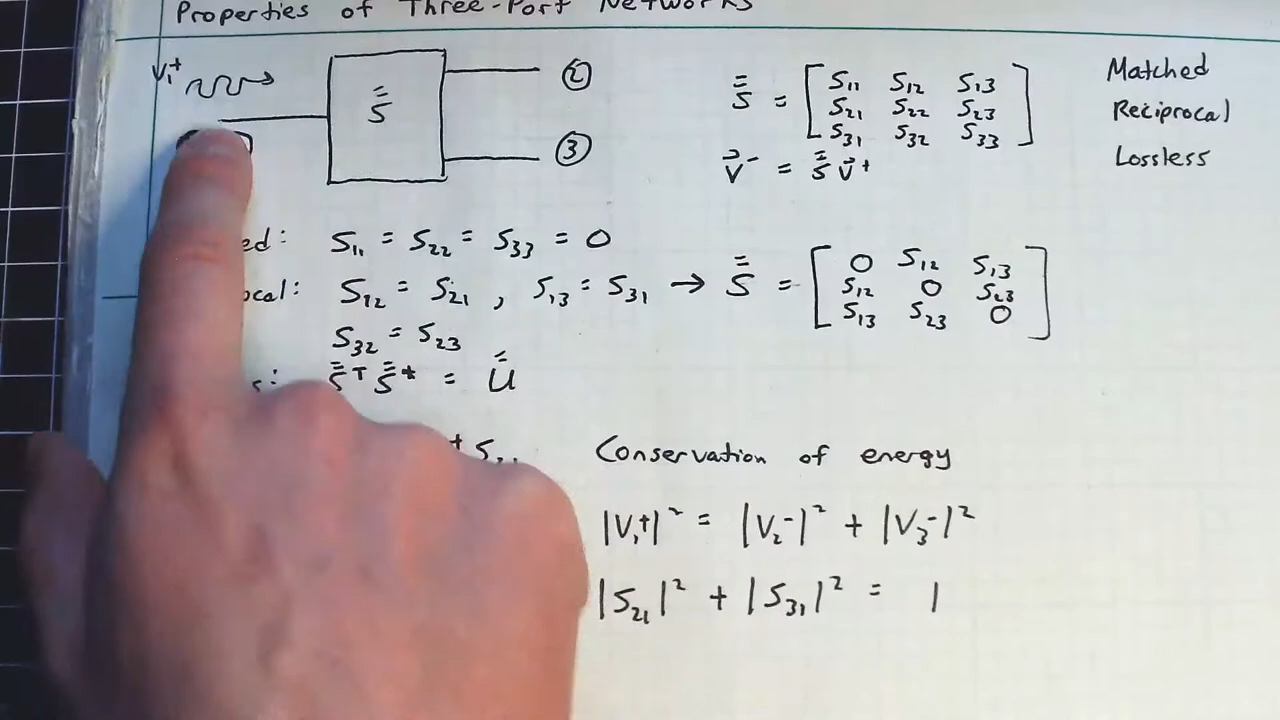 Properties of Three-Port Networks
V₁⁺
S̿
②
③
S̿ = [ S₁₁ S₁₂ S₁₃
S₂₁ S₂₂ S₂₃
S₃₁ S₃₂ S₃₃ ]
V⃗⁻ = S̿ V⃗⁺
Matched
Reciprocal
Lossless
ed: S₁₁ = S₂₂ = S₃₃ = 0
ocal: S₁₂ = S₂₁ , S₁₃ = S₃₁ → S̿ = [ 0 S₁₂ S₁₃
S₁₂ 0 S₂₃
S₁₃ S₂₃ 0 ]
S₃₂ = S₂₃
s: S̿ᵀ S̿* = U̿
Conservation of energy
|V₁⁺|² = |V₂⁻|² + |V₃⁻|²
|S₂₁|² + |S₃₁|² = 1